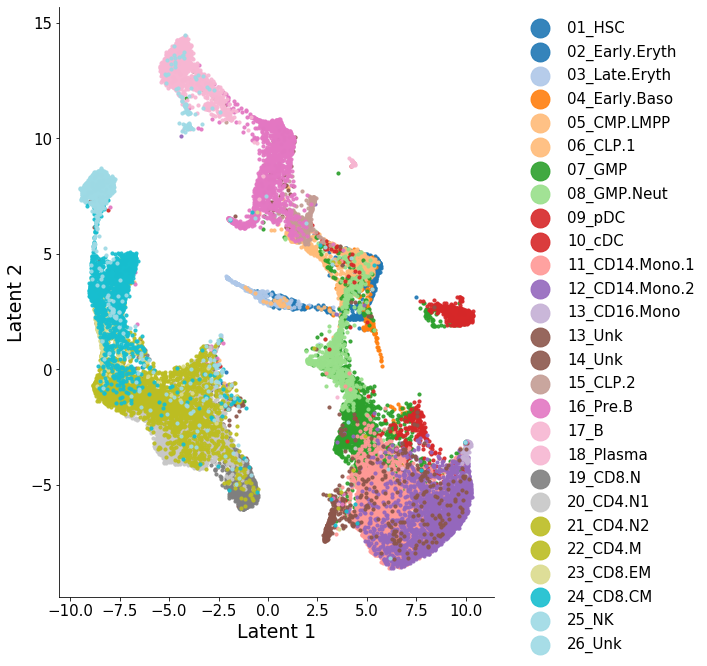 15
10
5
0
−5
−10.0 −7.5 −5.0 −2.5 0.0 2.5 5.0 7.5 10.0
Latent 1
Latent 2
01_HSC
02_Early.Eryth
03_Late.Eryth
04_Early.Baso
05_CMP.LMPP
06_CLP.1
07_GMP
08_GMP.Neut
09_pDC
10_cDC
11_CD14.Mono.1
12_CD14.Mono.2
13_CD16.Mono
13_Unk
14_Unk
15_CLP.2
16_Pre.B
17_B
18_Plasma
19_CD8.N
20_CD4.N1
21_CD4.N2
22_CD4.M
23_CD8.EM
24_CD8.CM
25_NK
26_Unk